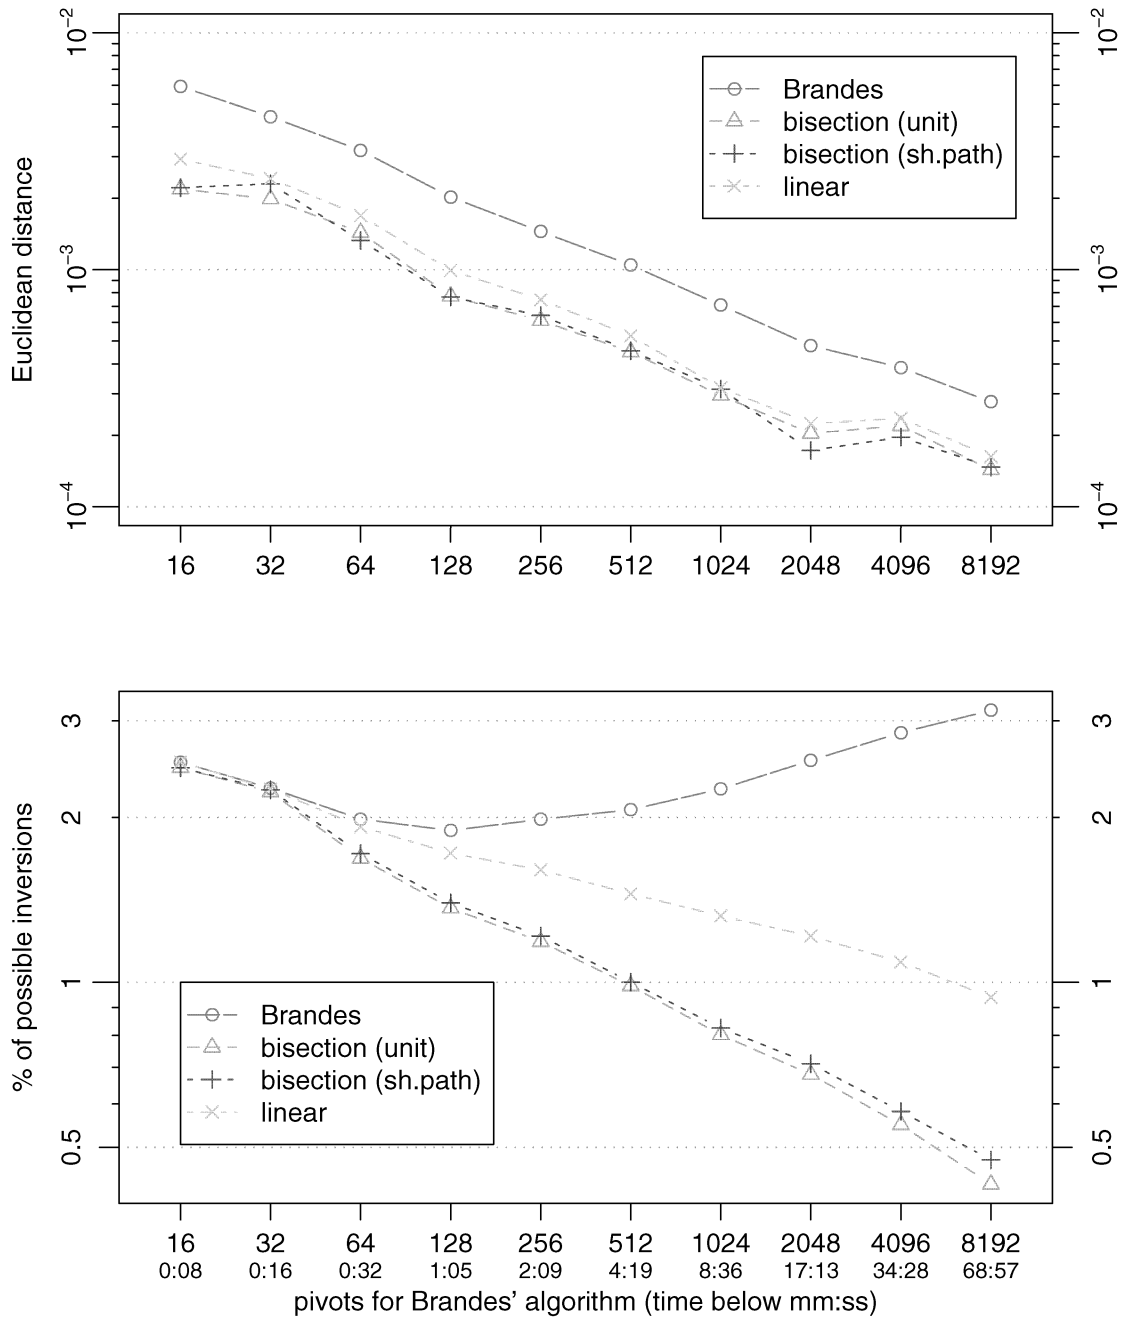 10−2 10−2
Brandes
bisection (unit)
bisection (sh.path)
linear
Euclidean distance
10−3 10−3
10−4 10−4
16 32 64 128 256 512 1024 2048 4096 8192
3 3
2 2
% of possible inversions
1 1
Brandes
bisection (unit)
bisection (sh.path)
linear
0.5 0.5
16 32 64 128 256 512 1024 2048 4096 8192
0:08 0:16 0:32 1:05 2:09 4:19 8:36 17:13 34:28 68:57
pivots for Brandes’ algorithm (time below mm:ss)